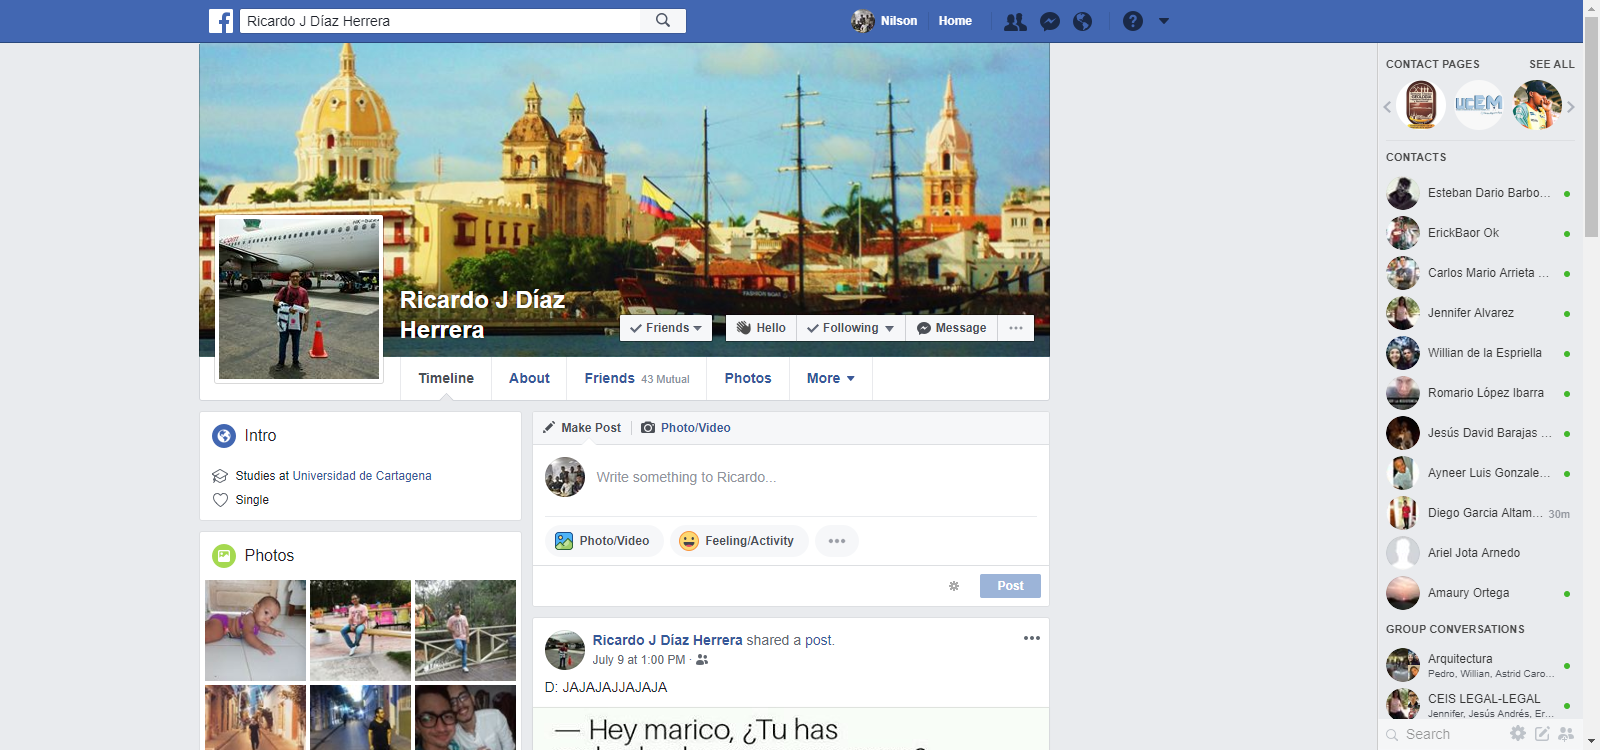 Ricardo J Díaz Herrera
Nilson
Home
Ricardo J Díaz
Herrera
Friends
Hello
Following
Message
Timeline
About
Friends 43 Mutual
Photos
More
Intro
Studies at Universidad de Cartagena
Single
Photos
Make Post
Photo/Video
Write something to Ricardo...
Photo/Video
Feeling/Activity
Post
Ricardo J Díaz Herrera shared a post.
July 9 at 1:00 PM ·
D: JAJAJAJJAJAJA
— Hey marico, ¿Tu has
CONTACT PAGES
SEE ALL
UCEM
CONTACTS
Esteban Dario Barbo...
ErickBaor Ok
Carlos Mario Arrieta ...
Jennifer Alvarez
Willian de la Espriella
Romario López Ibarra
Jesús David Barajas ...
Ayneer Luis Gonzale...
Diego Garcia Altam... 30m
Ariel Jota Arnedo
Amaury Ortega
GROUP CONVERSATIONS
Arquitectura
Pedro, Willian, Astrid Caro...
CEIS LEGAL-LEGAL
Jennifer, Jesús Andrés, Er...
Search